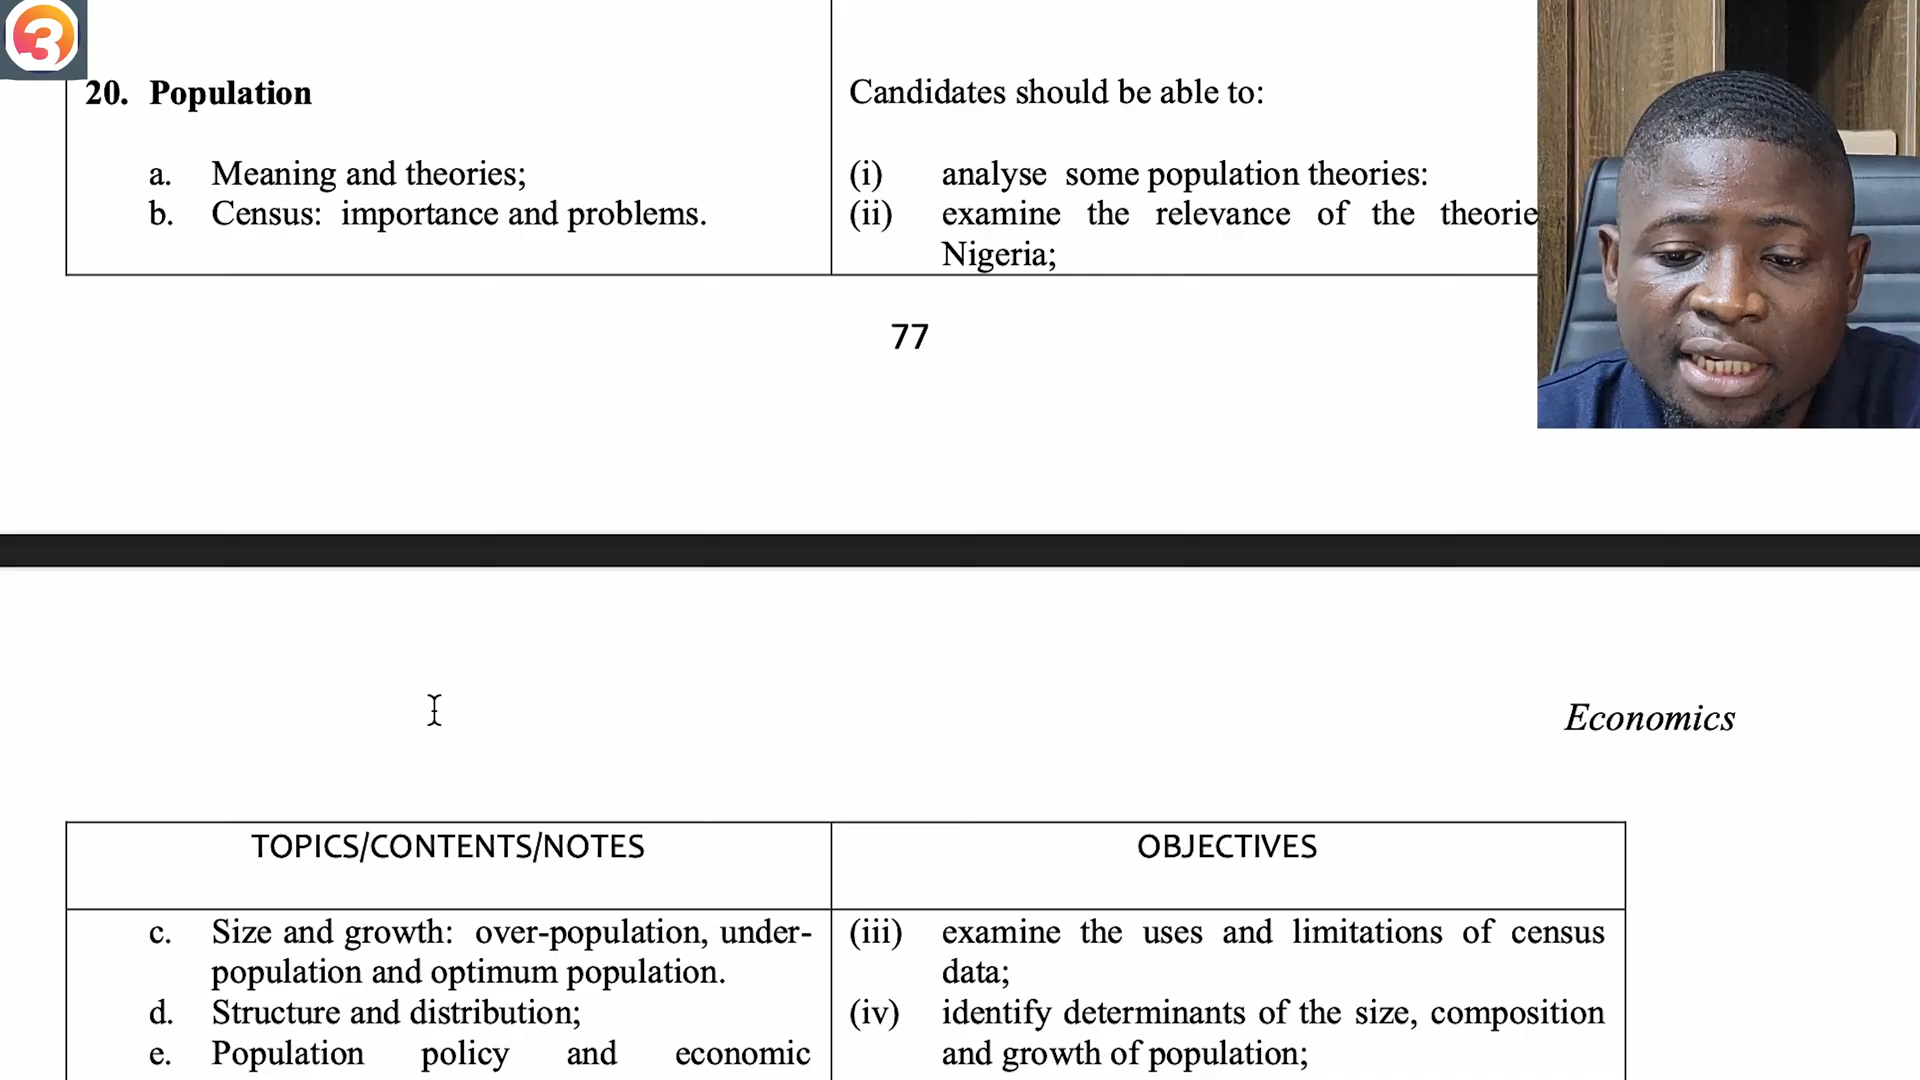 3
20. Population
a. Meaning and theories;
b. Census: importance and problems.
Candidates should be able to:
(i) analyse some population theories:
(ii) examine the relevance of the theorie
Nigeria;
77
Economics
TOPICS/CONTENTS/NOTES
OBJECTIVES
c. Size and growth: over-population, under-
population and optimum population.
d. Structure and distribution;
e. Population policy and economic
(iii) examine the uses and limitations of census
data;
(iv) identify determinants of the size, composition
and growth of population;